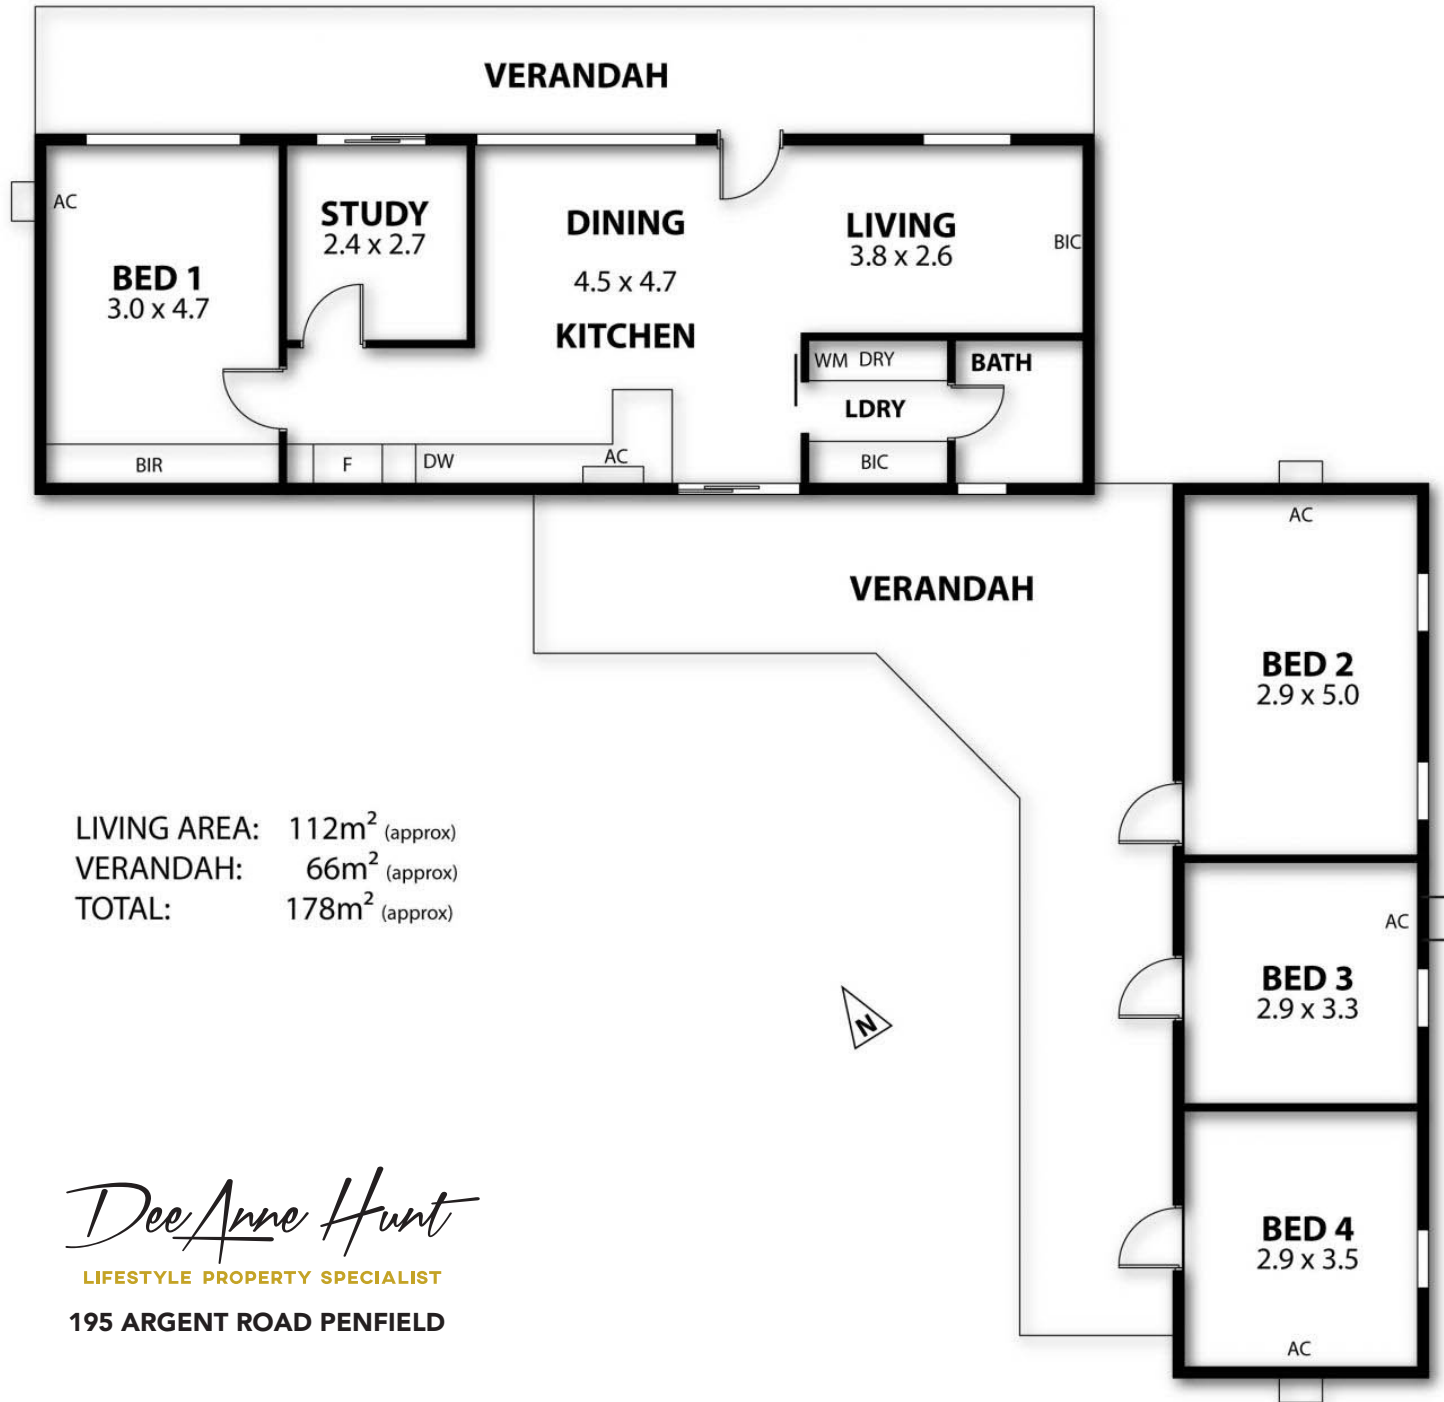 VERANDAH
AC
BED 1
3.0 x 4.7
BIR
STUDY
2.4 x 2.7
DINING
4.5 x 4.7
KITCHEN
F
DW
AC
LIVING
3.8 x 2.6
BIC
WM DRY
LDRY
BIC
BATH
VERANDAH
AC
BED 2
2.9 x 5.0
AC
BED 3
2.9 x 3.3
BED 4
2.9 x 3.5
AC
LIVING AREA: 112m² (approx)
VERANDAH: 66m² (approx)
TOTAL: 178m² (approx)
N
DeeAnne Hunt
LIFESTYLE PROPERTY SPECIALIST
195 ARGENT ROAD PENFIELD